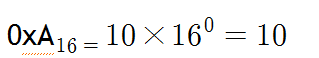 0xA₁₆ = 10 × 16⁰ = 10